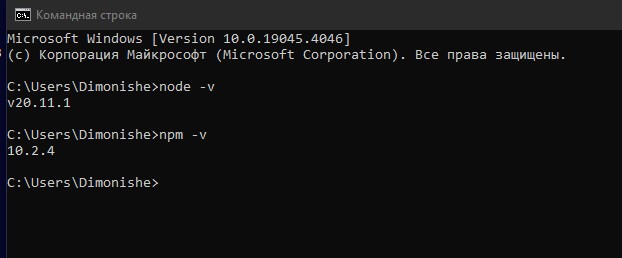 Командная строка
Microsoft Windows [Version 10.0.19045.4046]
(c) Корпорация Майкрософт (Microsoft Corporation). Все права защищены.
C:\Users\Dimonishe>node -v
v20.11.1
C:\Users\Dimonishe>npm -v
10.2.4
C:\Users\Dimonishe>